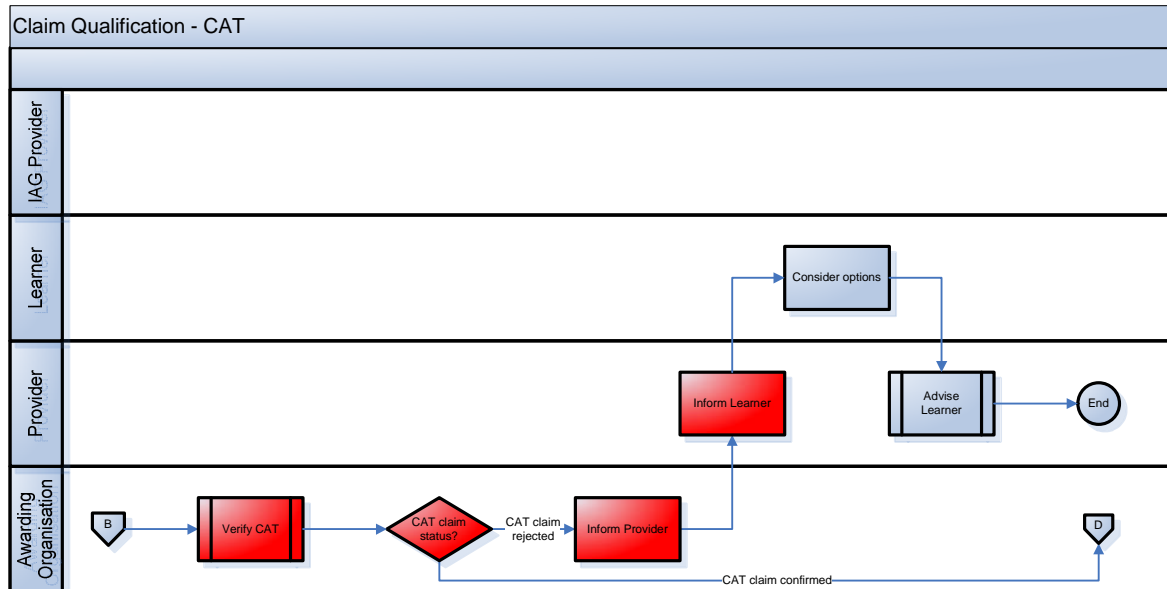 Claim Qualification - CAT
IAG Provider
Learner
Consider options
Provider
Inform Learner
Advise
Learner
End
Awarding
Organisation
B
Verify CAT
CAT claim
status?
CAT claim
rejected
Inform Provider
D
CAT claim confirmed